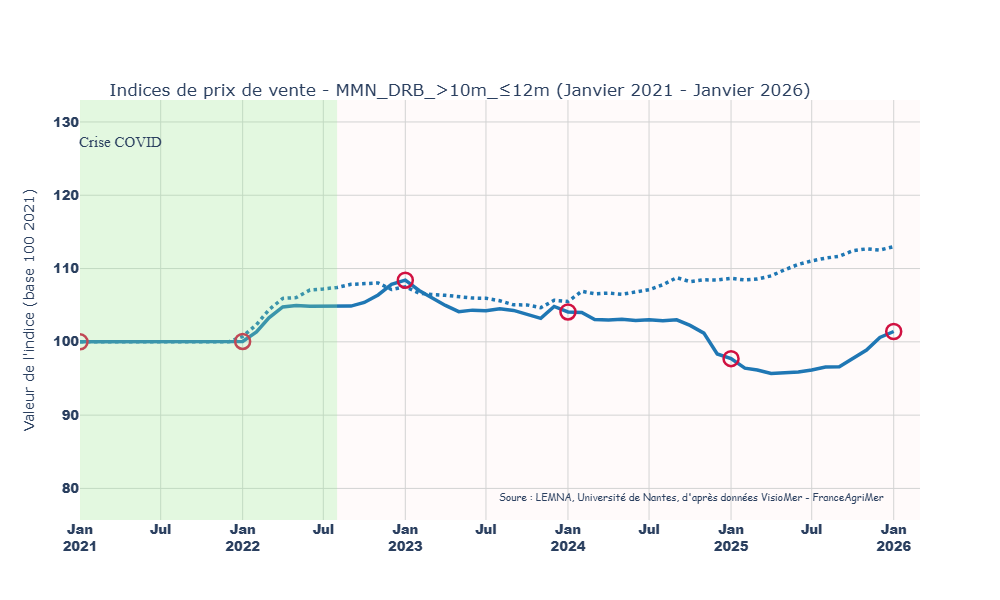 Indices de prix de vente - MMN_DRB_>10m_≤12m (Janvier 2021 - Janvier 2026)
Valeur de l'Indice (base 100 2021)
130
120
110
100
90
80
Crise COVID
Soure : LEMNA, Université de Nantes, d'après données VisioMer - FranceAgriMer
Jan
2021
Jul
Jan
2022
Jul
Jan
2023
Jul
Jan
2024
Jul
Jan
2025
Jul
Jan
2026